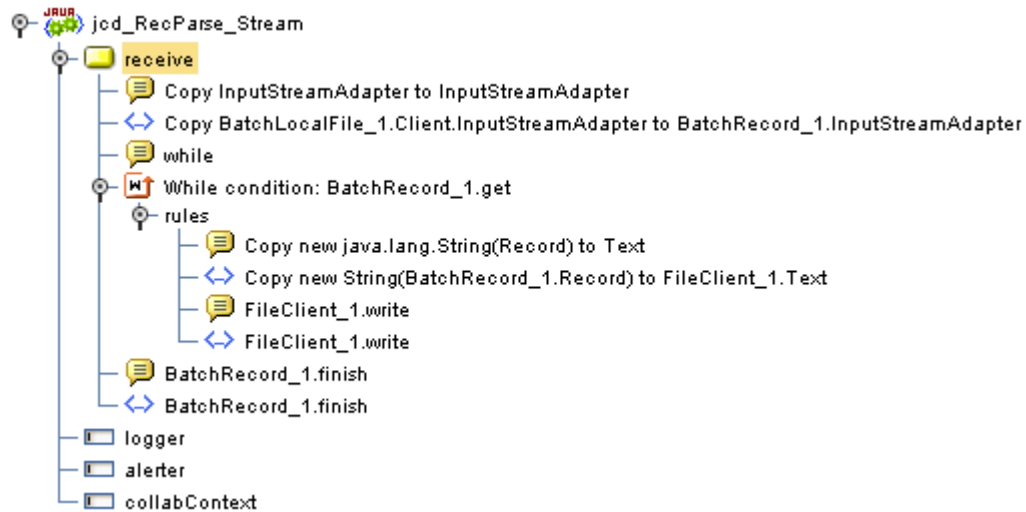 JAVA
jcd_RecParse_Stream
receive
Copy InputStreamAdapter to InputStreamAdapter
Copy BatchLocalFile_1.Client.InputStreamAdapter to BatchRecord_1.InputStreamAdapter
while
W While condition: BatchRecord_1.get
rules
Copy new java.lang.String(Record) to Text
Copy new String(BatchRecord_1.Record) to FileClient_1.Text
FileClient_1.write
FileClient_1.write
BatchRecord_1.finish
BatchRecord_1.finish
logger
alerter
collabContext